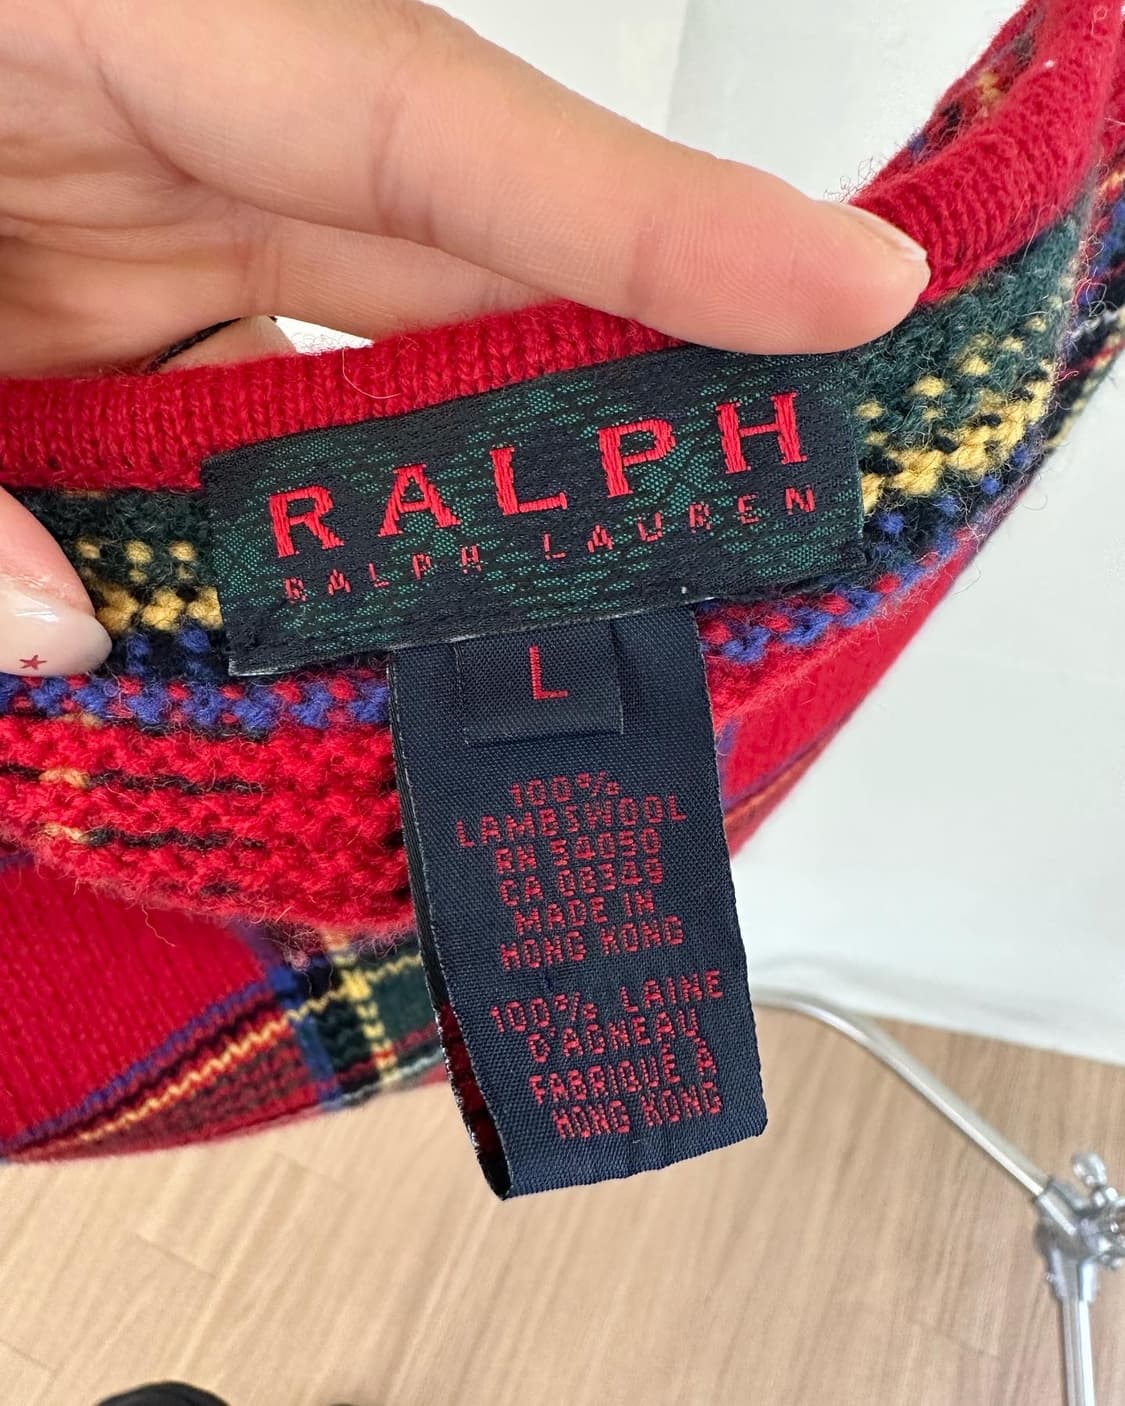 RALPH
RALPH LAUREN
L
100%
LAMBSWOOL
RN 54050
CA 08349
MADE IN
HONG KONG
100% LAINE
D'AGNEAU
FABRIQUÉ À
HONG KONG